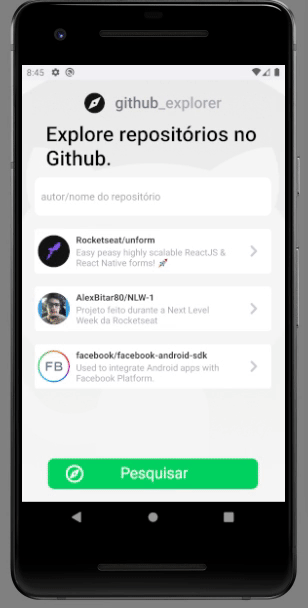 8:45
github_explorer
Explore repositórios no
Github.
autor/nome do repositório
Rocketseat/unform
Easy peasy highly scalable ReactJS &
React Native forms! 🚀
AlexBitar80/NLW-1
Projeto feito durante a Next Level
Week da Rocketseat
FB
facebook/facebook-android-sdk
Used to integrate Android apps with
Facebook Platform.
Pesquisar